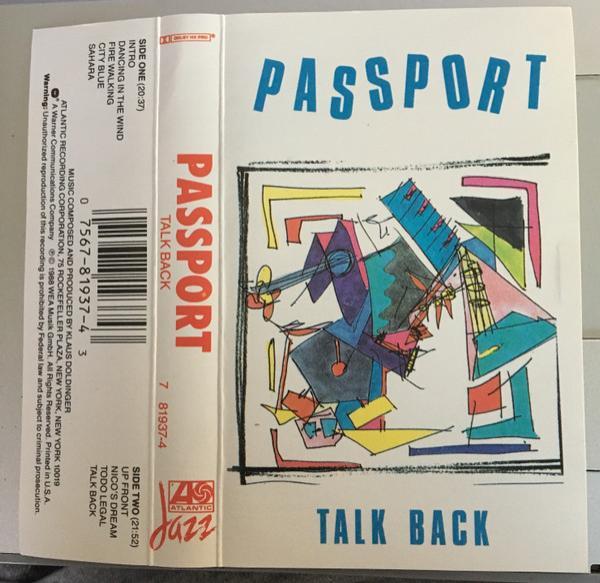 PASSPORT
TALK BACK
DOLBY HX PRO
PASSPORT
TALK BACK
7 81937-4
ATLANTIC
Jazz
SIDE ONE (20:37)
INTRO
DANCING IN THE WIND
FIRE WALKING
CITY BLUE
SAHARA
SIDE TWO (21:52)
UP FRONT
NICO'S DREAM
TODO LEGAL
TALK BACK
0 7567-81937-4 3
MUSIC COMPOSED AND PRODUCED BY KLAUS DOLDINGER
ATLANTIC RECORDING CORPORATION, 75 ROCKEFELLER PLAZA, NEW YORK, NEW YORK 10019
A Warner Communications Company ℗© 1988 WEA Musik GmbH. All Rights Reserved. Printed in U.S.A.
Warning: Unauthorized reproduction of this recording is prohibited by Federal law and subject to criminal prosecution.